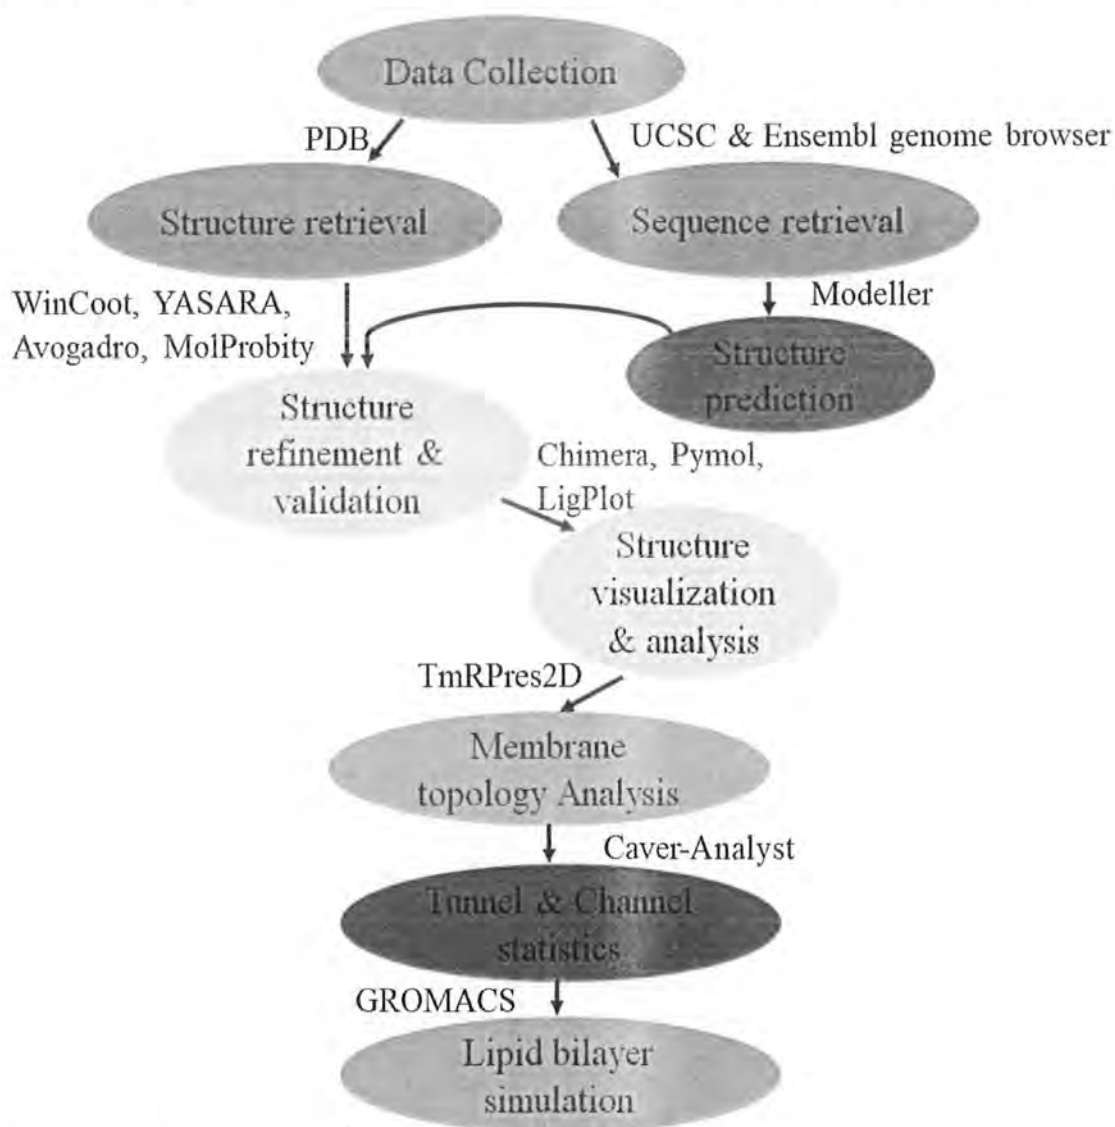 Data Collection
PDB
UCSC & Ensembl genome browser
Structure retrieval
Sequence retrieval
WinCoot, YASARA,
Avogadro, MolProbity
Modeller
Structure
prediction
Structure
refinement &
validation
Chimera, Pymol,
LigPlot
Structure
visualization
& analysis
TmRPres2D
Membrane
topology Analysis
Caver-Analyst
Tunnel & Channel
statistics
GROMACS
Lipid bilayer
simulation